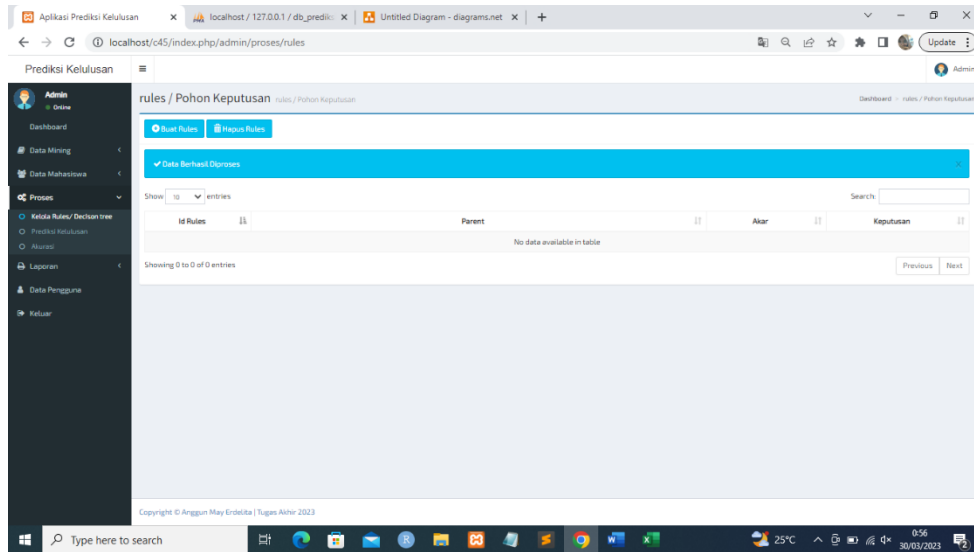 Aplikasi Prediksi Kelulusan
localhost / 127.0.0.1 / db_predik
Untitled Diagram - diagrams.net
localhost/c45/index.php/admin/proses/rules
Update
Prediksi Kelulusan
Admin
Admin
Online
rules / Pohon Keputusan rules / Pohon Keputusan
Dashboard > rules / Pohon Keputusan
Dashboard
Data Mining
Data Mahasiswa
Proses
Kelola Rules/ Decison tree
Prediksi Kelulusan
Akurasi
Laporan
Data Pengguna
Keluar
Buat Rules
Hapus Rules
Data Berhasil Diproses
Show 10 entries
Search:
Id Rules Parent Akar Keputusan
No data available in table
Showing 0 to 0 of 0 entries
Previous Next
Copyright © Anggun May Erdelita | Tugas Akhir 2023
Type here to search
25°C
0:56
30/03/2023